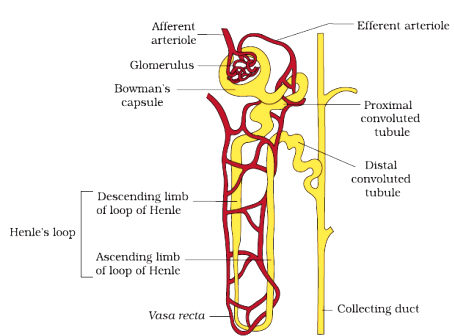 Afferent
arteriole
Efferent arteriole
Glomerulus
Bowman's
capsule
Proximal
convoluted
tubule
Distal
convoluted
tubule
Descending limb
of loop of Henle
Henle's loop
Ascending limb
of loop of Henle
Vasa recta
Collecting duct